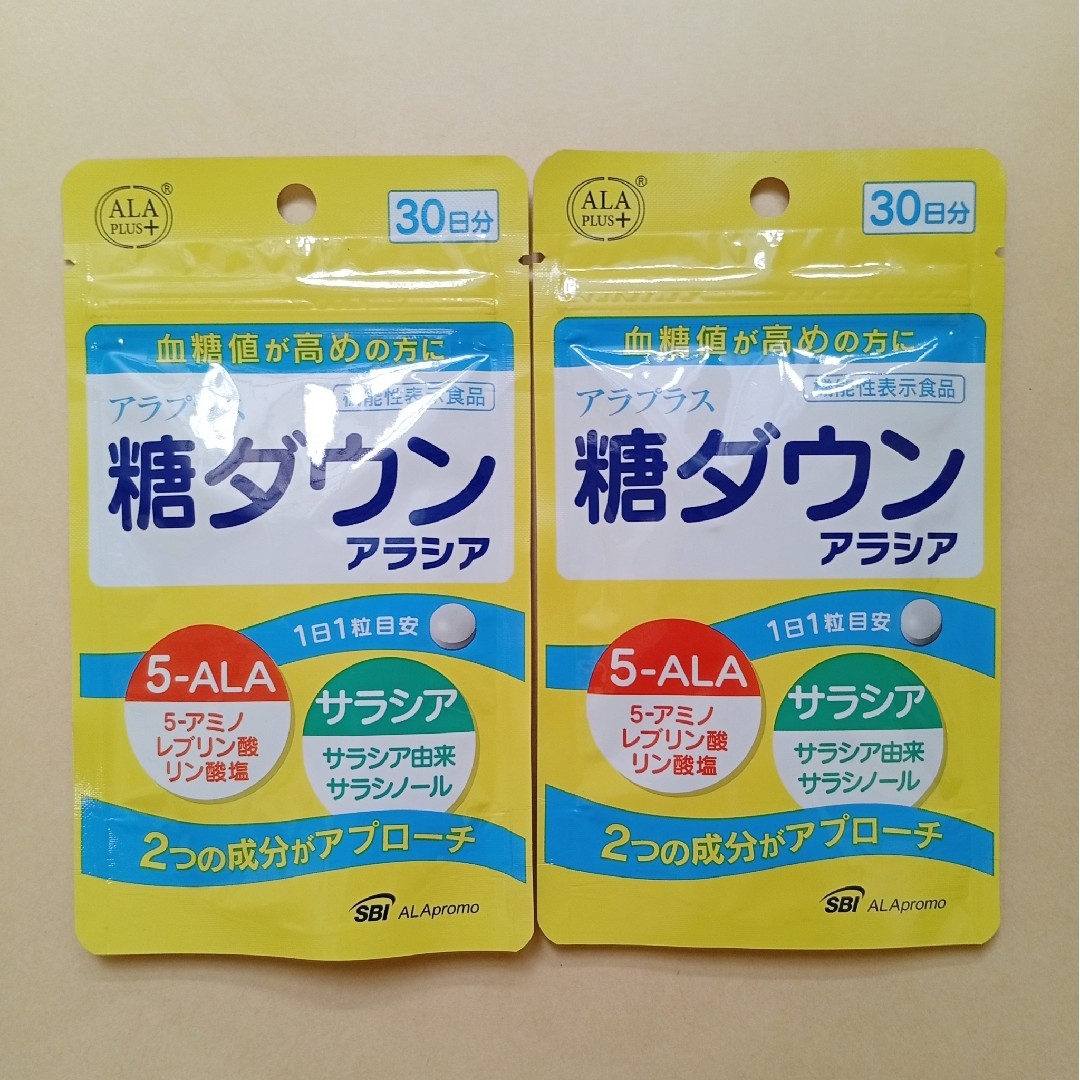 ALA
PLUS+
®
30日分
血糖値が高めの方に
アラプラス
機能性表示食品
糖ダウン
アラシア
1日1粒目安
5-ALA
5-アミノ
レブリン酸
リン酸塩
サラシア
サラシア由来
サラシノール
2つの成分がアプローチ
SBI ALApromo
ALA
PLUS+
®
30日分
血糖値が高めの方に
アラプラス
機能性表示食品
糖ダウン
アラシア
1日1粒目安
5-ALA
5-アミノ
レブリン酸
リン酸塩
サラシア
サラシア由来
サラシノール
2つの成分がアプローチ
SBI ALApromo